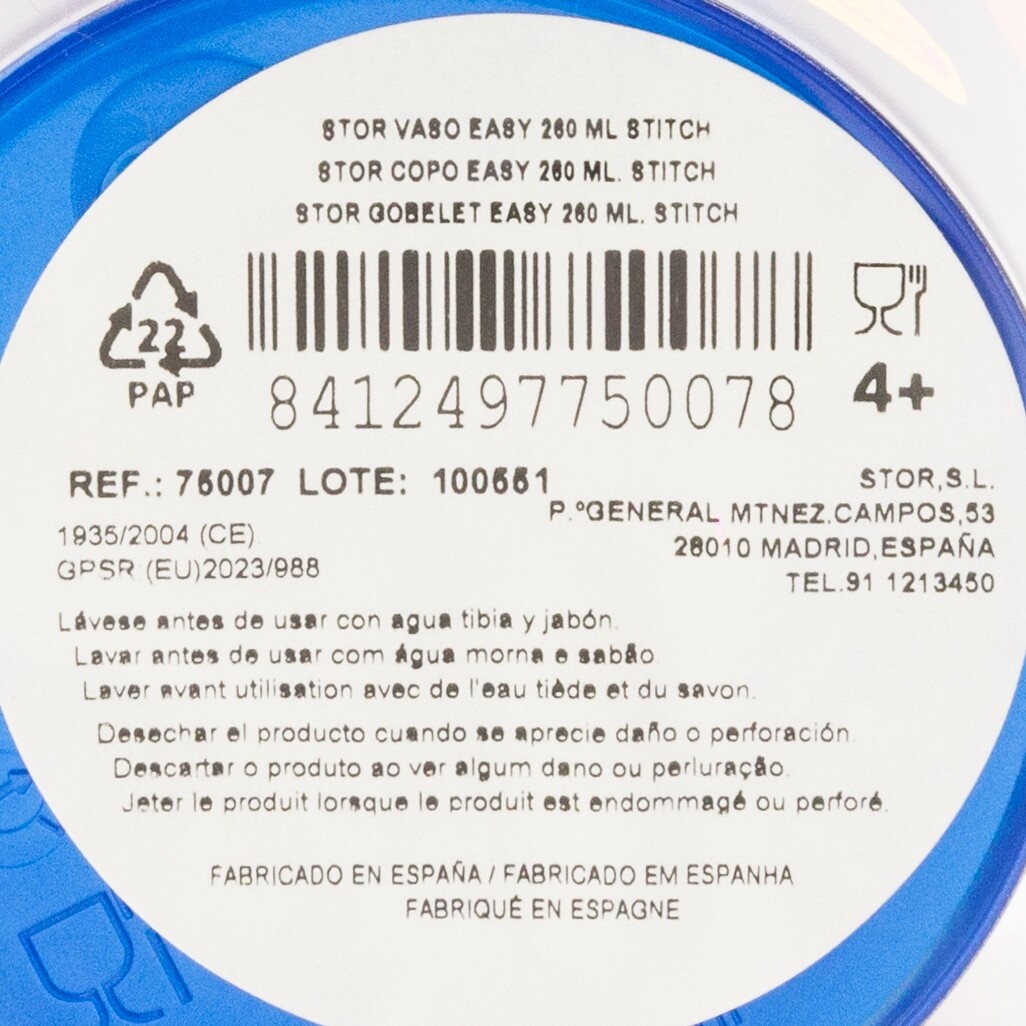 STOR VASO EASY 260 ML STITCH
STOR COPO EASY 260 ML. STITCH
STOR GOBELET EASY 260 ML. STITCH
22
PAP
8412497750078
4+
REF.: 75007 LOTE: 100551
STOR,S.L.
P.ºGENERAL MTNEZ.CAMPOS,53
28010 MADRID,ESPAÑA
TEL.91 1213450
1935/2004 (CE).
GPSR (EU)2023/988
Lávese antes de usar con agua tibia y jabón.
Lavar antes de usar com água morna e sabão
Laver avant utilisation avec de l'eau tiède et du savon.
Desechar el producto cuando se aprecie daño o perforación.
Descartar o produto ao ver algum dano ou perluração.
Jeter le produit lorsque le produit est endommagé ou perforé.
FABRICADO EN ESPAÑA / FABRICADO EM ESPANHA
FABRIQUÉ EN ESPAGNE